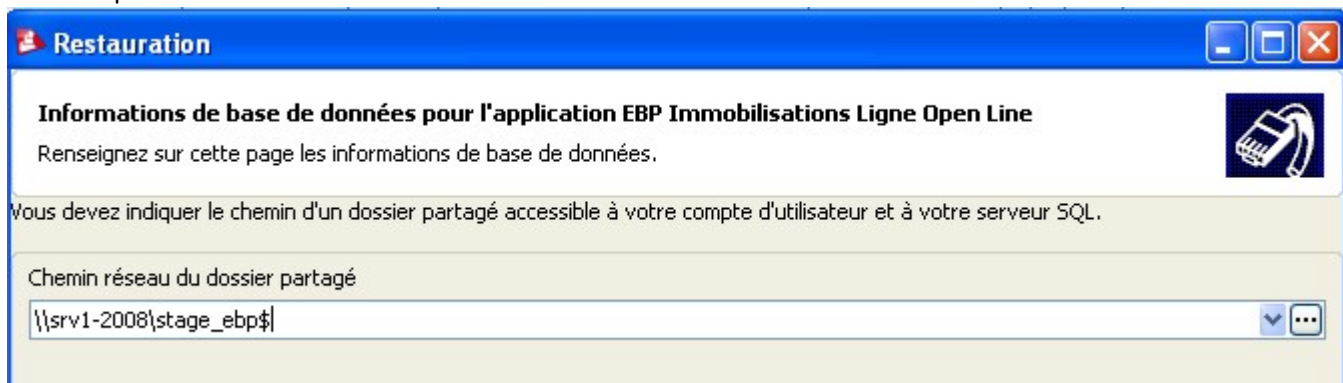 Restauration
Informations de base de données pour l'application EBP Immobilisations Ligne Open Line
Renseignez sur cette page les informations de base de données.
Vous devez indiquer le chemin d'un dossier partagé accessible à votre compte d'utilisateur et à votre serveur SQL.
Chemin réseau du dossier partagé
\\srv1-2008\stage_ebp$
...